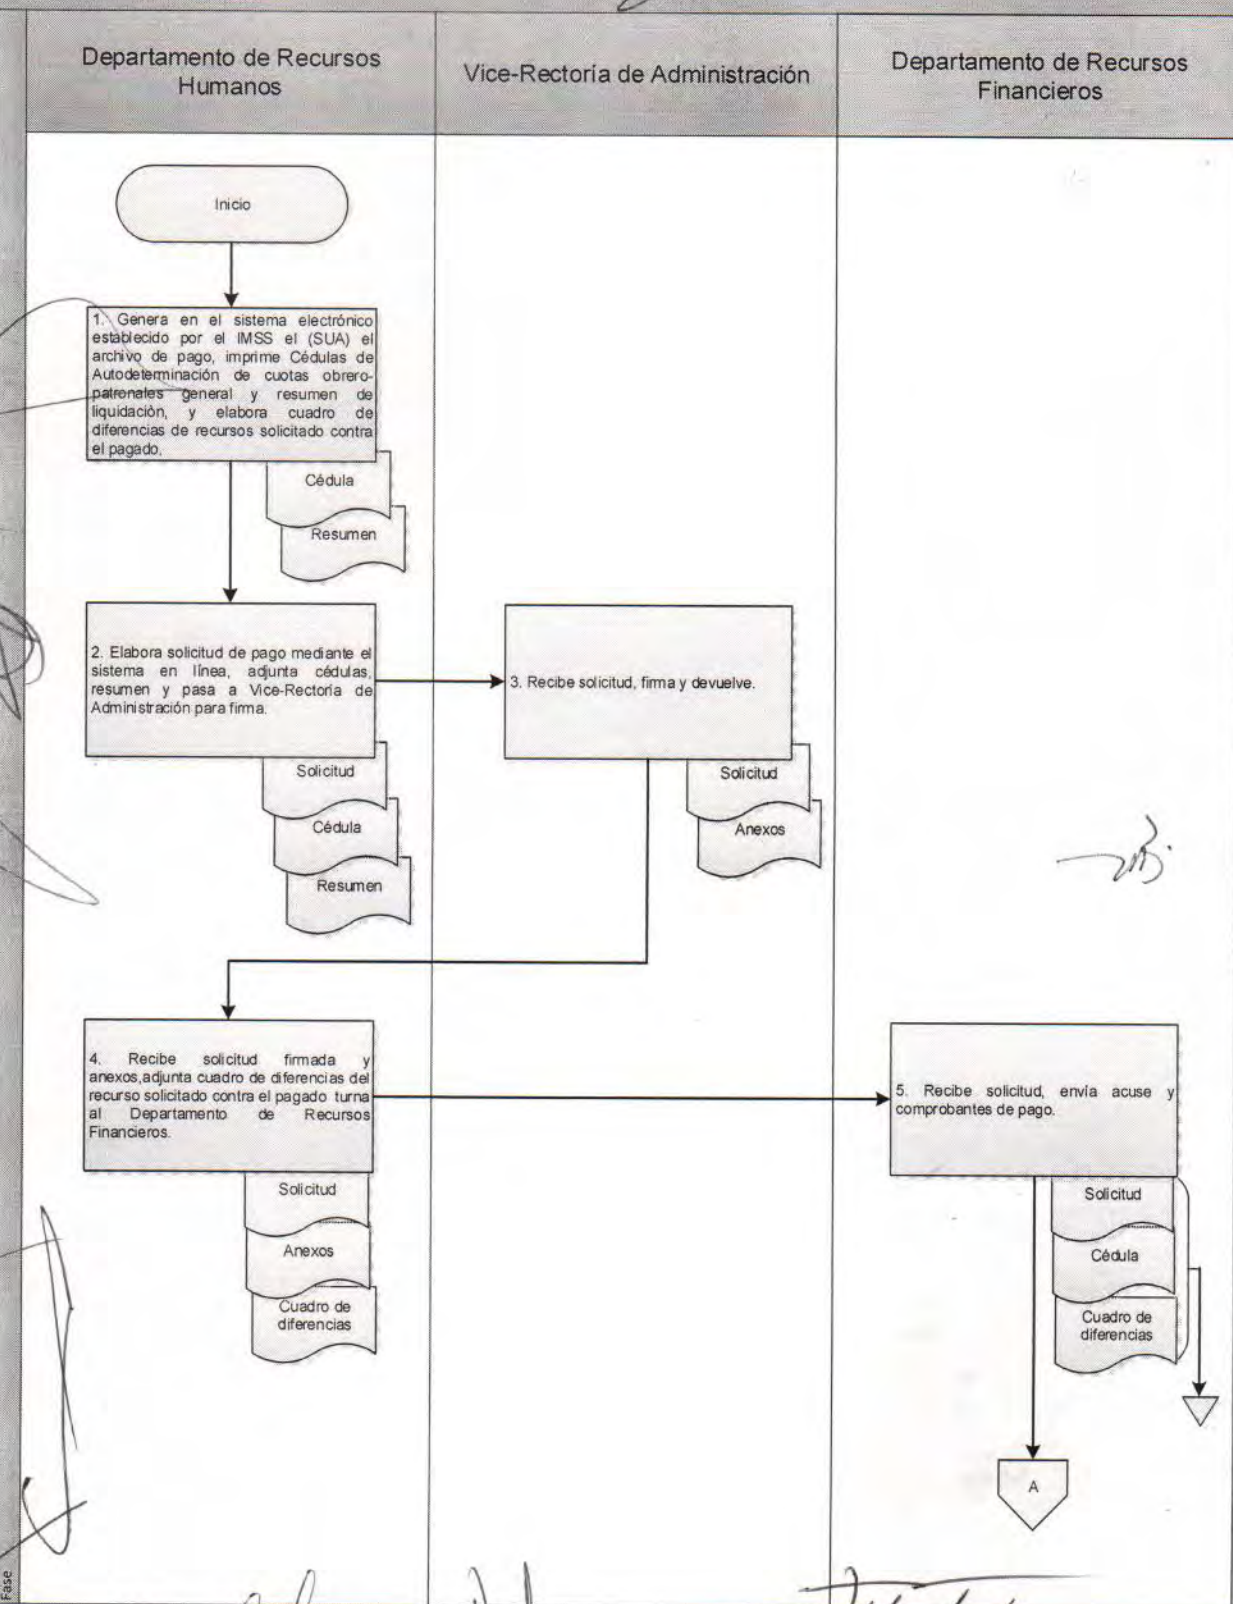 Departamento de Recursos
Humanos
Vice-Rectoría de Administración
Departamento de Recursos
Financieros
Inicio
1. Genera en el sistema electrónico
establecido por el IMSS el (SUA) el
archivo de pago, imprime Cédulas de
Autodeterminación de cuotas obrero-
patronales general y resumen de
liquidación, y elabora cuadro de
diferencias de recursos solicitado contra
el pagado.
Cédula
Resumen
2. Elabora solicitud de pago mediante el
sistema en línea, adjunta cédulas,
resumen y pasa a Vice-Rectoría de
Administración para firma.
Solicitud
Cédula
Resumen
3. Recibe solicitud, firma y devuelve.
Solicitud
Anexos
4. Recibe solicitud firmada y
anexos,adjunta cuadro de diferencias del
recurso solicitado contra el pagado turna
al Departamento de Recursos
Financieros.
Solicitud
Anexos
Cuadro de
diferencias
5. Recibe solicitud, envía acuse y
comprobantes de pago.
Solicitud
Cédula
Cuadro de
diferencias
A
Fase